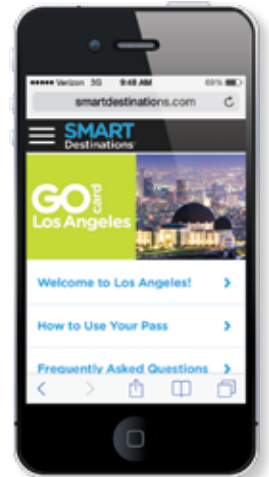 Verizon 3G 9:48 AM 69%
smartdestinations.com
SMART
Destinations
GO card
Los Angeles
Welcome to Los Angeles!
How to Use Your Pass
Frequently Asked Questions